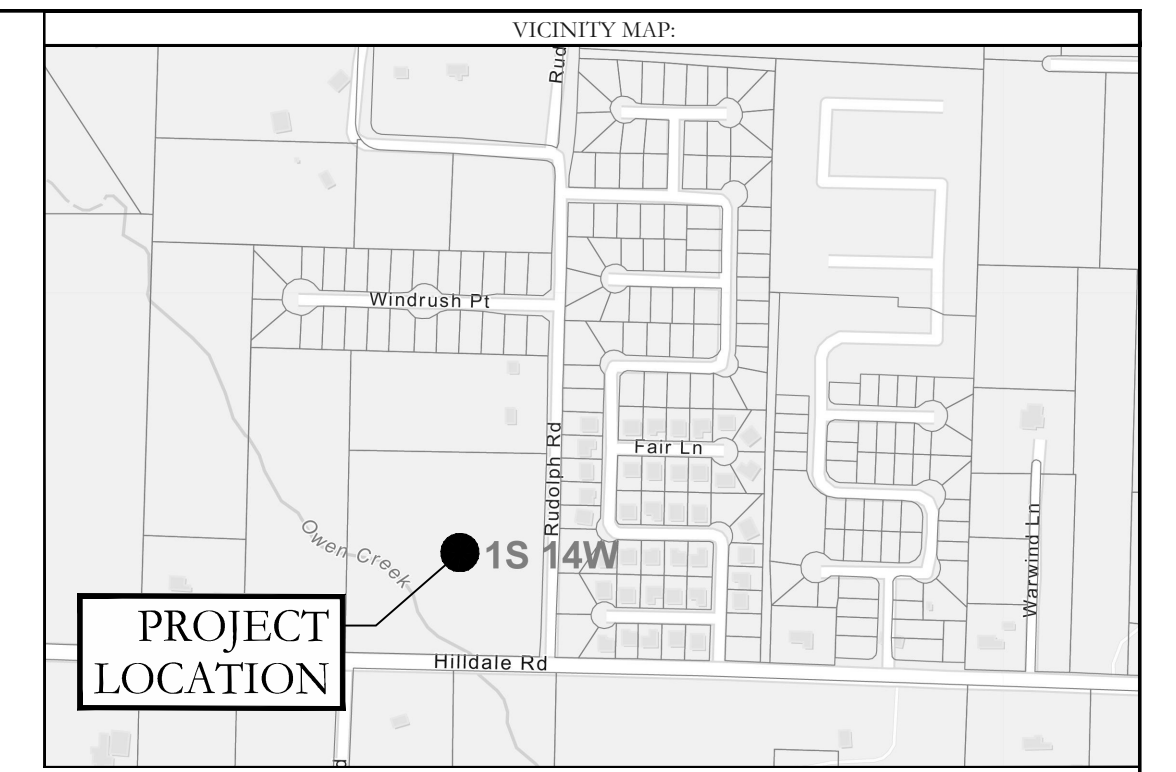 VICINITY MAP:
Rud
Windrush Pt
Fair Ln
Rudolph Rd
Owen Creek
1S 14W
Warwind Ln
PROJECT
LOCATION
Hilldale Rd
d